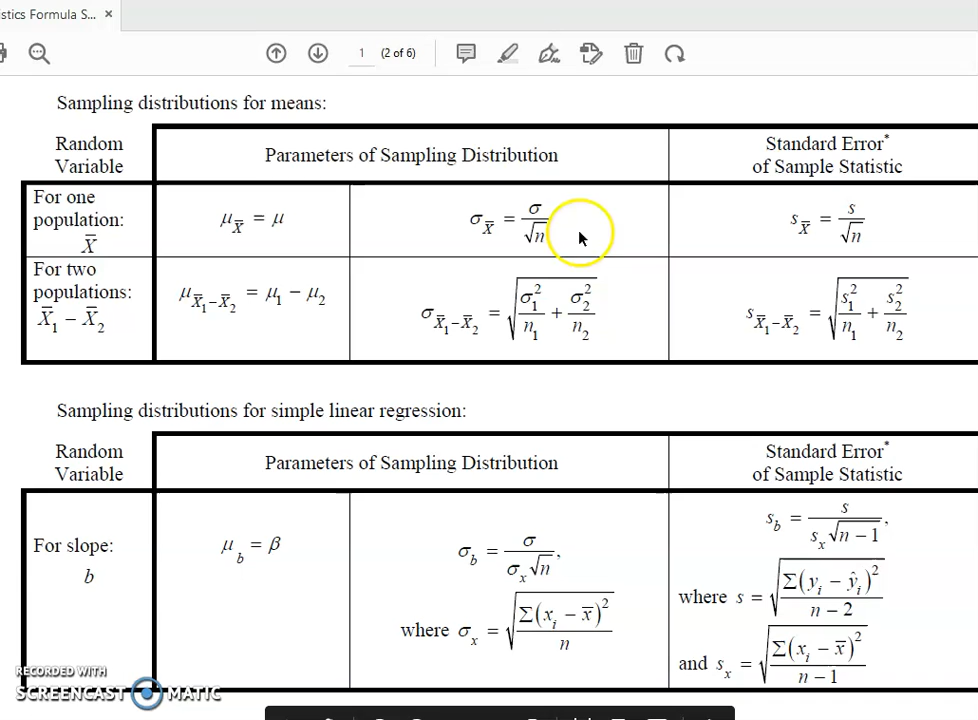 istics Formula S... ×
1 (2 of 6)
Sampling distributions for means:
Random Variable
Parameters of Sampling Distribution
Standard Error*
of Sample Statistic
For one
population:
X̄
μ_X̄ = μ
σ_X̄ = σ/√n
s_X̄ = s/√n
For two
populations:
X̄₁ − X̄₂
μ_X̄₁−X̄₂ = μ₁ − μ₂
σ_X̄₁−X̄₂ = √(σ₁²/n₁ + σ₂²/n₂)
s_X̄₁−X̄₂ = √(s₁²/n₁ + s₂²/n₂)
Sampling distributions for simple linear regression:
Random
Variable
Parameters of Sampling Distribution
Standard Error*
of Sample Statistic
For slope:
b
μ_b = β
σ_b = σ/(σ_x√n),
where σ_x = √(Σ(x_i − x̄)²/n)
s_b = s/(s_x√(n − 1)),
where s = √(Σ(y_i − ŷ_i)²/(n − 2))
and s_x = √(Σ(x_i − x̄)²/(n − 1))
RECORDED WITH
SCREENCAST MATIC